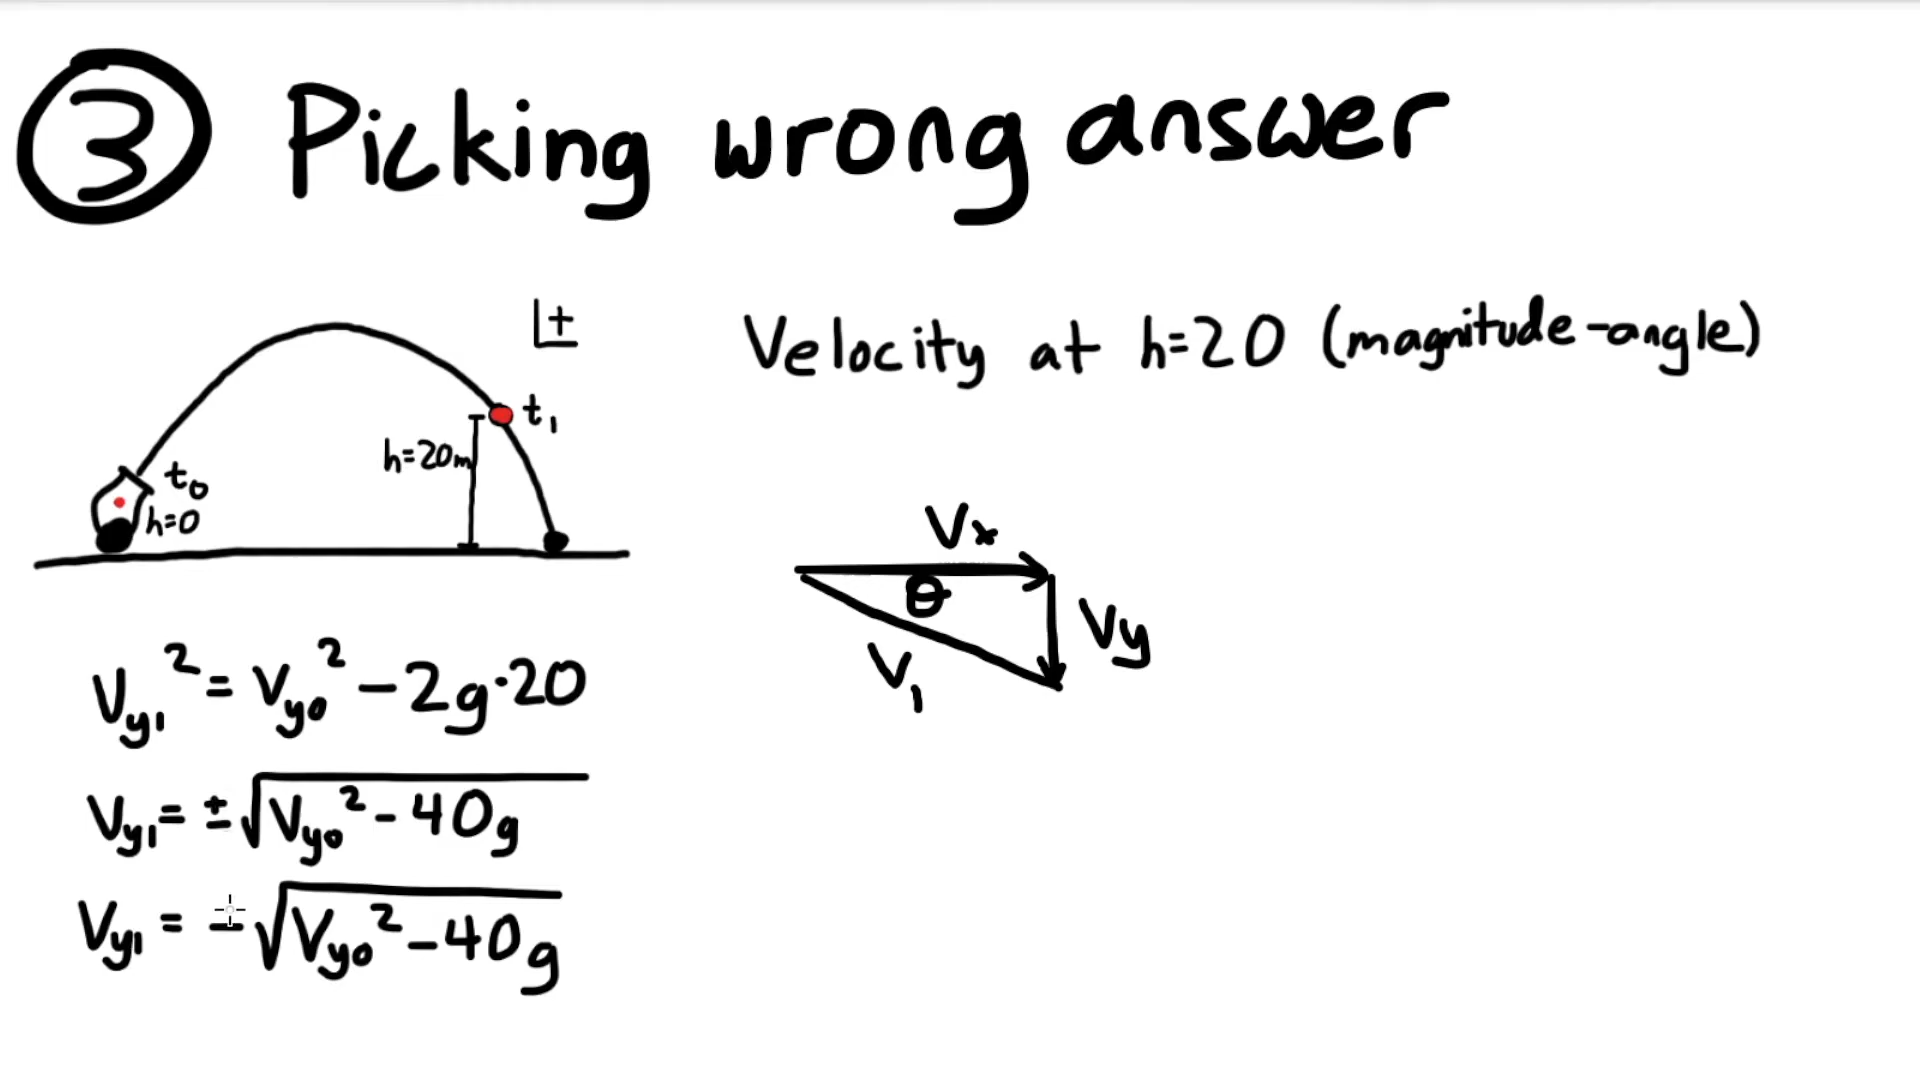 ③ Picking wrong answer
|±
t₁
h=20m
t₀
h=0
Velocity at h=20 (magnitude-angle)
Vx
θ
Vy
V₁
Vy₁² = Vy₀² - 2g·20
Vy₁ = ±√Vy₀² - 40g
Vy₁ = -√Vy₀² - 40g